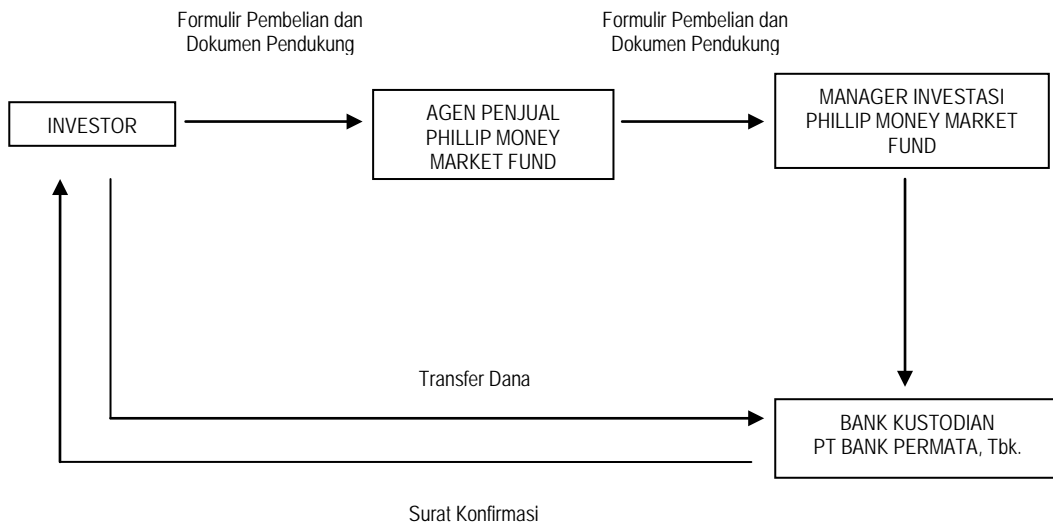 Formulir Pembelian dan
Dokumen Pendukung
Formulir Pembelian dan
Dokumen Pendukung
INVESTOR
AGEN PENJUAL
PHILLIP MONEY
MARKET FUND
MANAGER INVESTASI
PHILLIP MONEY MARKET
FUND
Transfer Dana
BANK KUSTODIAN
PT BANK PERMATA, Tbk.
Surat Konfirmasi